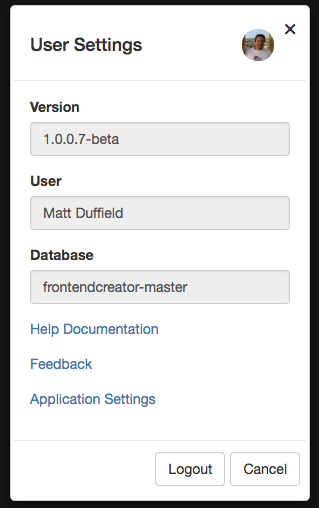 User Settings
Version
1.0.0.7-beta
User
Matt Duffield
Database
frontendcreator-master
Help Documentation
Feedback
Application Settings
Logout Cancel